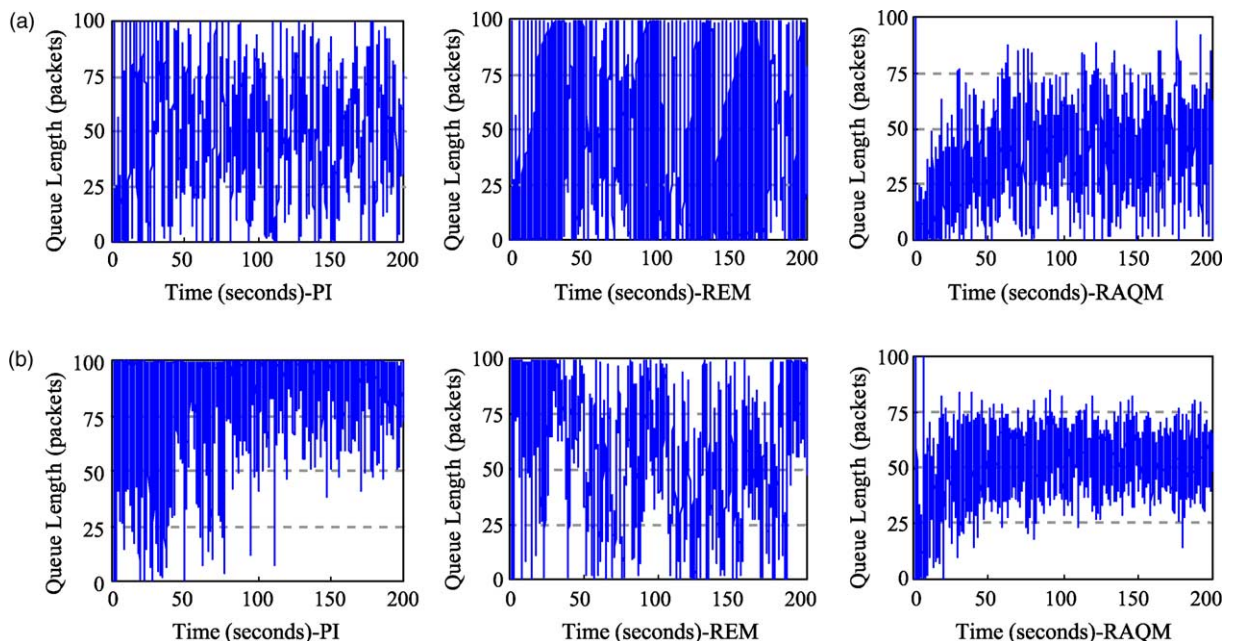 (a)
Queue Length (packets)
100
75
50
25
0
0 50 100 150 200
Time (seconds)-PI
Queue Length (packets)
100
75
50
25
0
0 50 100 150 200
Time (seconds)-REM
Queue Length (packets)
100
75
50
25
0
0 50 100 150 200
Time (seconds)-RAQM
(b)
Queue Length (packets)
100
75
50
25
0
0 50 100 150 200
Time (seconds)-PI
Queue Length (packets)
100
75
50
25
0
0 50 100 150 200
Time (seconds)-REM
Queue Length (packets)
100
75
50
25
0
0 50 100 150 200
Time (seconds)-RAQM